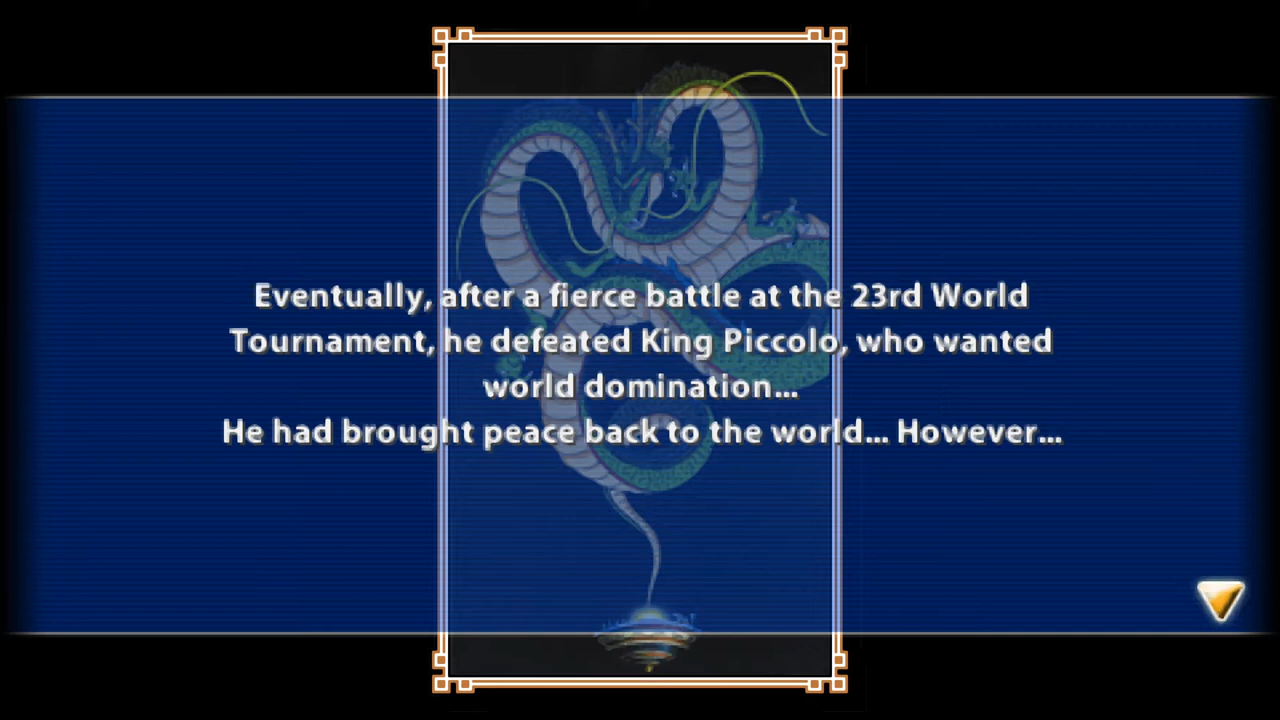 Eventually, after a fierce battle at the 23rd World
Tournament, he defeated King Piccolo, who wanted
world domination...
He had brought peace back to the world... However...